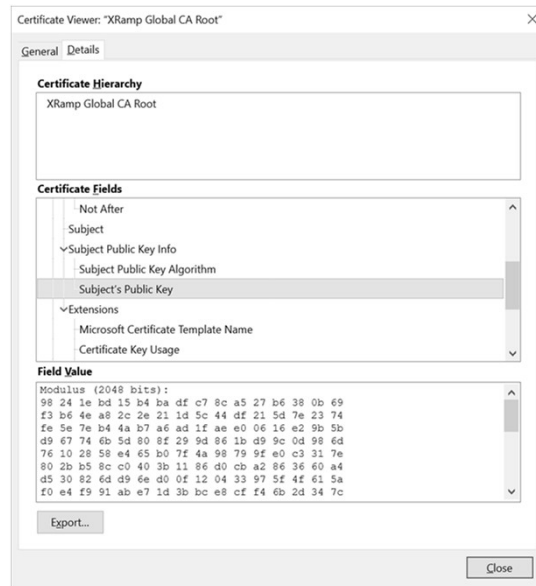 Certificate Viewer: "XRamp Global CA Root"
General Details
Certificate Hierarchy
XRamp Global CA Root
Certificate Fields
Not After
Subject
Subject Public Key Info
Subject Public Key Algorithm
Subject's Public Key
Extensions
Microsoft Certificate Template Name
Certificate Key Usage
Field Value
Modulus (2048 bits):
98 24 1e bd 15 b4 ba df c7 8c a5 27 b6 38 0b 69
f3 b6 4e a8 2c 2e 21 1d 5c 44 df 21 5d 7e 23 74
fe 5e 7e b4 4a b7 a6 ad 1f ae e0 06 16 e2 9b 5b
d9 67 74 6b 5d 80 8f 29 9d 86 1b d9 9c 0d 98 6d
76 10 28 58 e4 65 b0 7f 4a 98 79 9f e0 c3 31 7e
80 2b b5 8c c0 40 3b 11 86 d0 cb a2 86 36 60 a4
d5 30 82 6d d9 6e d0 0f 12 04 33 97 5f 4f 61 5a
f0 e4 f9 91 ab e7 1d 3b bc e8 cf f4 6b 2d 34 7c
Export...
Close